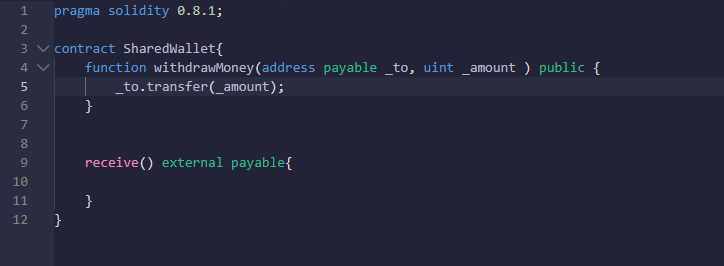 1 pragma solidity 0.8.1;
2
3 contract SharedWallet{
4 function withdrawMoney(address payable _to, uint _amount ) public {
5 _to.transfer(_amount);
6 }
7
8
9 receive() external payable{
10
11 }
12 }